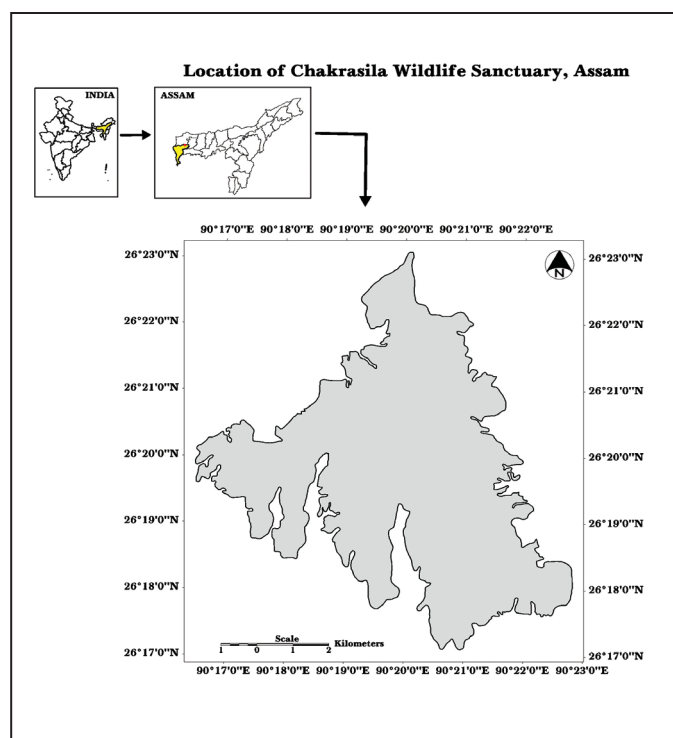 Location of Chakrasila Wildlife Sanctuary, Assam
INDIA
ASSAM
90°17'0"E 90°18'0"E 90°19'0"E 90°20'0"E 90°21'0"E 90°22'0"E
26°23'0"N 26°23'0"N
N
26°22'0"N 26°22'0"N
26°21'0"N 26°21'0"N
26°20'0"N 26°20'0"N
26°19'0"N 26°19'0"N
26°18'0"N 26°18'0"N
Scale
Kilometers
1 0 1 2
26°17'0"N 26°17'0"N
90°17'0"E 90°18'0"E 90°19'0"E 90°20'0"E 90°21'0"E 90°22'0"E 90°23'0"E